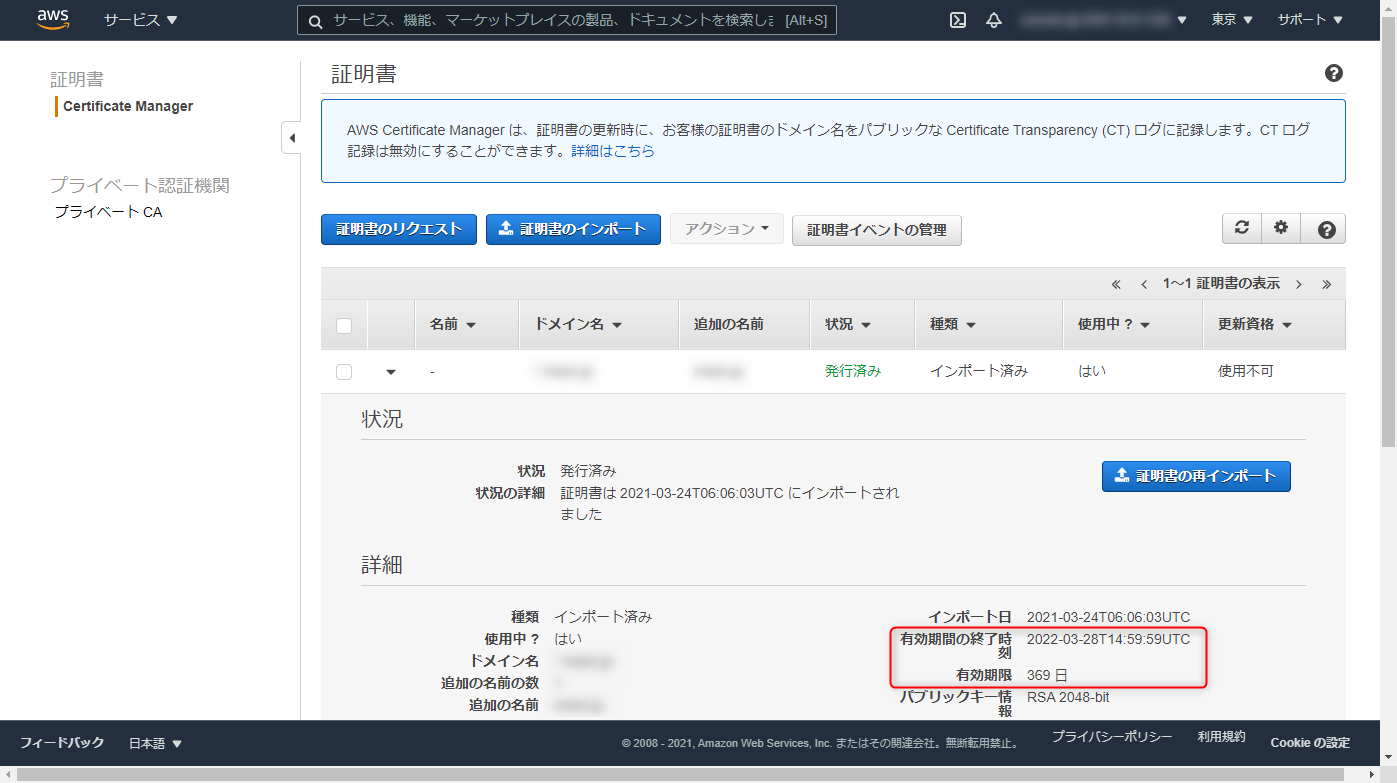 aws
サービス ▼
サービス、機能、マーケットプレイスの製品、ドキュメントを検索しま [Alt+S]
東京 ▼
サポート ▼
証明書
Certificate Manager
プライベート認証機関
プライベート CA
証明書
AWS Certificate Manager は、証明書の更新時に、お客様の証明書のドメイン名をパブリックな Certificate Transparency (CT) ログに記録します。CT ログ
記録は無効にすることができます。詳細はこちら
証明書のリクエスト
証明書のインポート
アクション
証明書イベントの管理
« ‹ 1～1 証明書の表示 › »
名前 ドメイン名 追加の名前 状況 種類 使用中 ? 更新資格
- 発行済み インポート済み はい 使用不可
状況
状況 発行済み
状況の詳細 証明書は 2021-03-24T06:06:03UTC にインポートされ
ました
証明書の再インポート
詳細
種類 インポート済み
使用中 ? はい
ドメイン名
追加の名前の数
追加の名前
インポート日 2021-03-24T06:06:03UTC
有効期間の終了時 2022-03-28T14:59:59UTC
刻
有効期限 369 日
パブリックキー情 RSA 2048-bit
報
フィードバック
日本語 ▼
© 2008 - 2021, Amazon Web Services, Inc. またはその関連会社。無断転用禁止。
プライバシーポリシー
利用規約
Cookie の設定